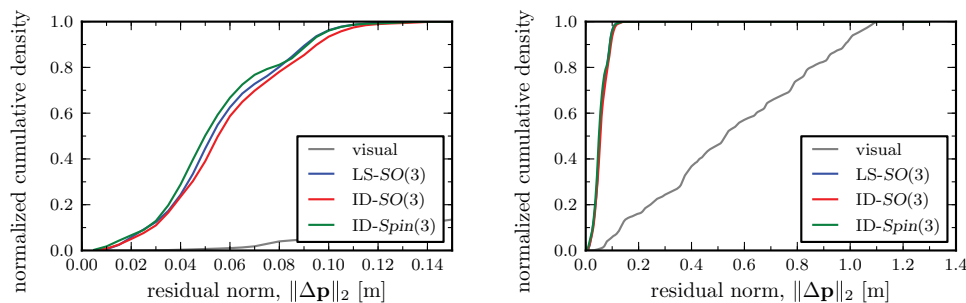 normalized cumulative density
1.0
0.8
0.6
0.4
0.2
0.0
visual
LS-SO(3)
ID-SO(3)
ID-Spin(3)
0.00 0.02 0.04 0.06 0.08 0.10 0.12 0.14
residual norm, ‖Δp‖₂ [m]
normalized cumulative density
1.0
0.8
0.6
0.4
0.2
0.0
visual
LS-SO(3)
ID-SO(3)
ID-Spin(3)
0.0 0.2 0.4 0.6 0.8 1.0 1.2 1.4
residual norm, ‖Δp‖₂ [m]